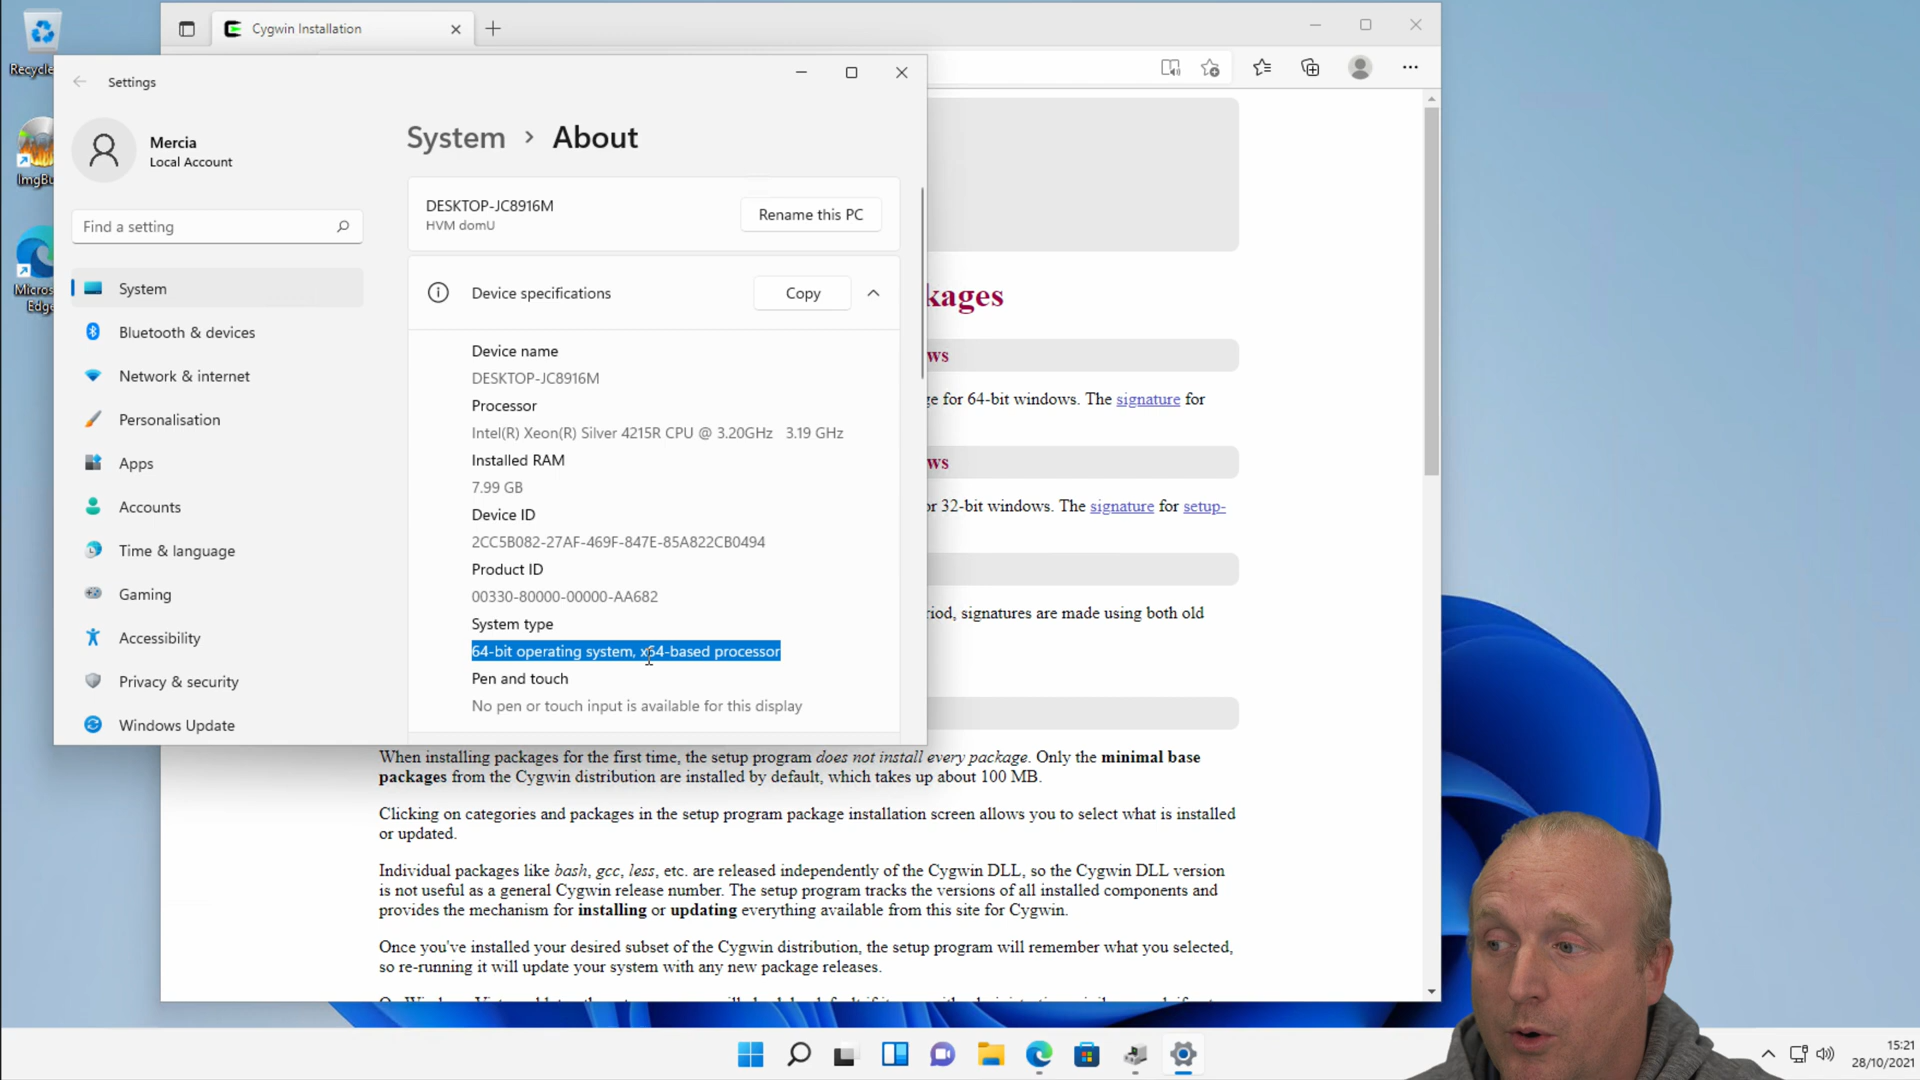 Recycle
ImgBu
Micros
Edge
Cygwin Installation
Settings
Mercia
Local Account
Find a setting
System
Bluetooth & devices
Network & internet
Personalisation
Apps
Accounts
Time & language
Gaming
Accessibility
Privacy & security
Windows Update
System > About
DESKTOP-JC8916M
HVM domU
Rename this PC
Device specifications
Copy
Device name
DESKTOP-JC8916M
Processor
Intel(R) Xeon(R) Silver 4215R CPU @ 3.20GHz 3.19 GHz
Installed RAM
7.99 GB
Device ID
2CC5B082-27AF-469F-847E-85A822CB0494
Product ID
00330-80000-00000-AA682
System type
64-bit operating system, x64-based processor
Pen and touch
No pen or touch input is available for this display
kages
ws
ge for 64-bit windows. The signature for
ws
or 32-bit windows. The signature for setup-
riod, signatures are made using both old
When installing packages for the first time, the setup program does not install every package. Only the minimal base
packages from the Cygwin distribution are installed by default, which takes up about 100 MB.
Clicking on categories and packages in the setup program package installation screen allows you to select what is installed
or updated.
Individual packages like bash, gcc, less, etc. are released independently of the Cygwin DLL, so the Cygwin DLL version
is not useful as a general Cygwin release number. The setup program tracks the versions of all installed components and
provides the mechanism for installing or updating everything available from this site for Cygwin.
Once you've installed your desired subset of the Cygwin distribution, the setup program will remember what you selected,
so re-running it will update your system with any new package releases.
15:21
28/10/2021